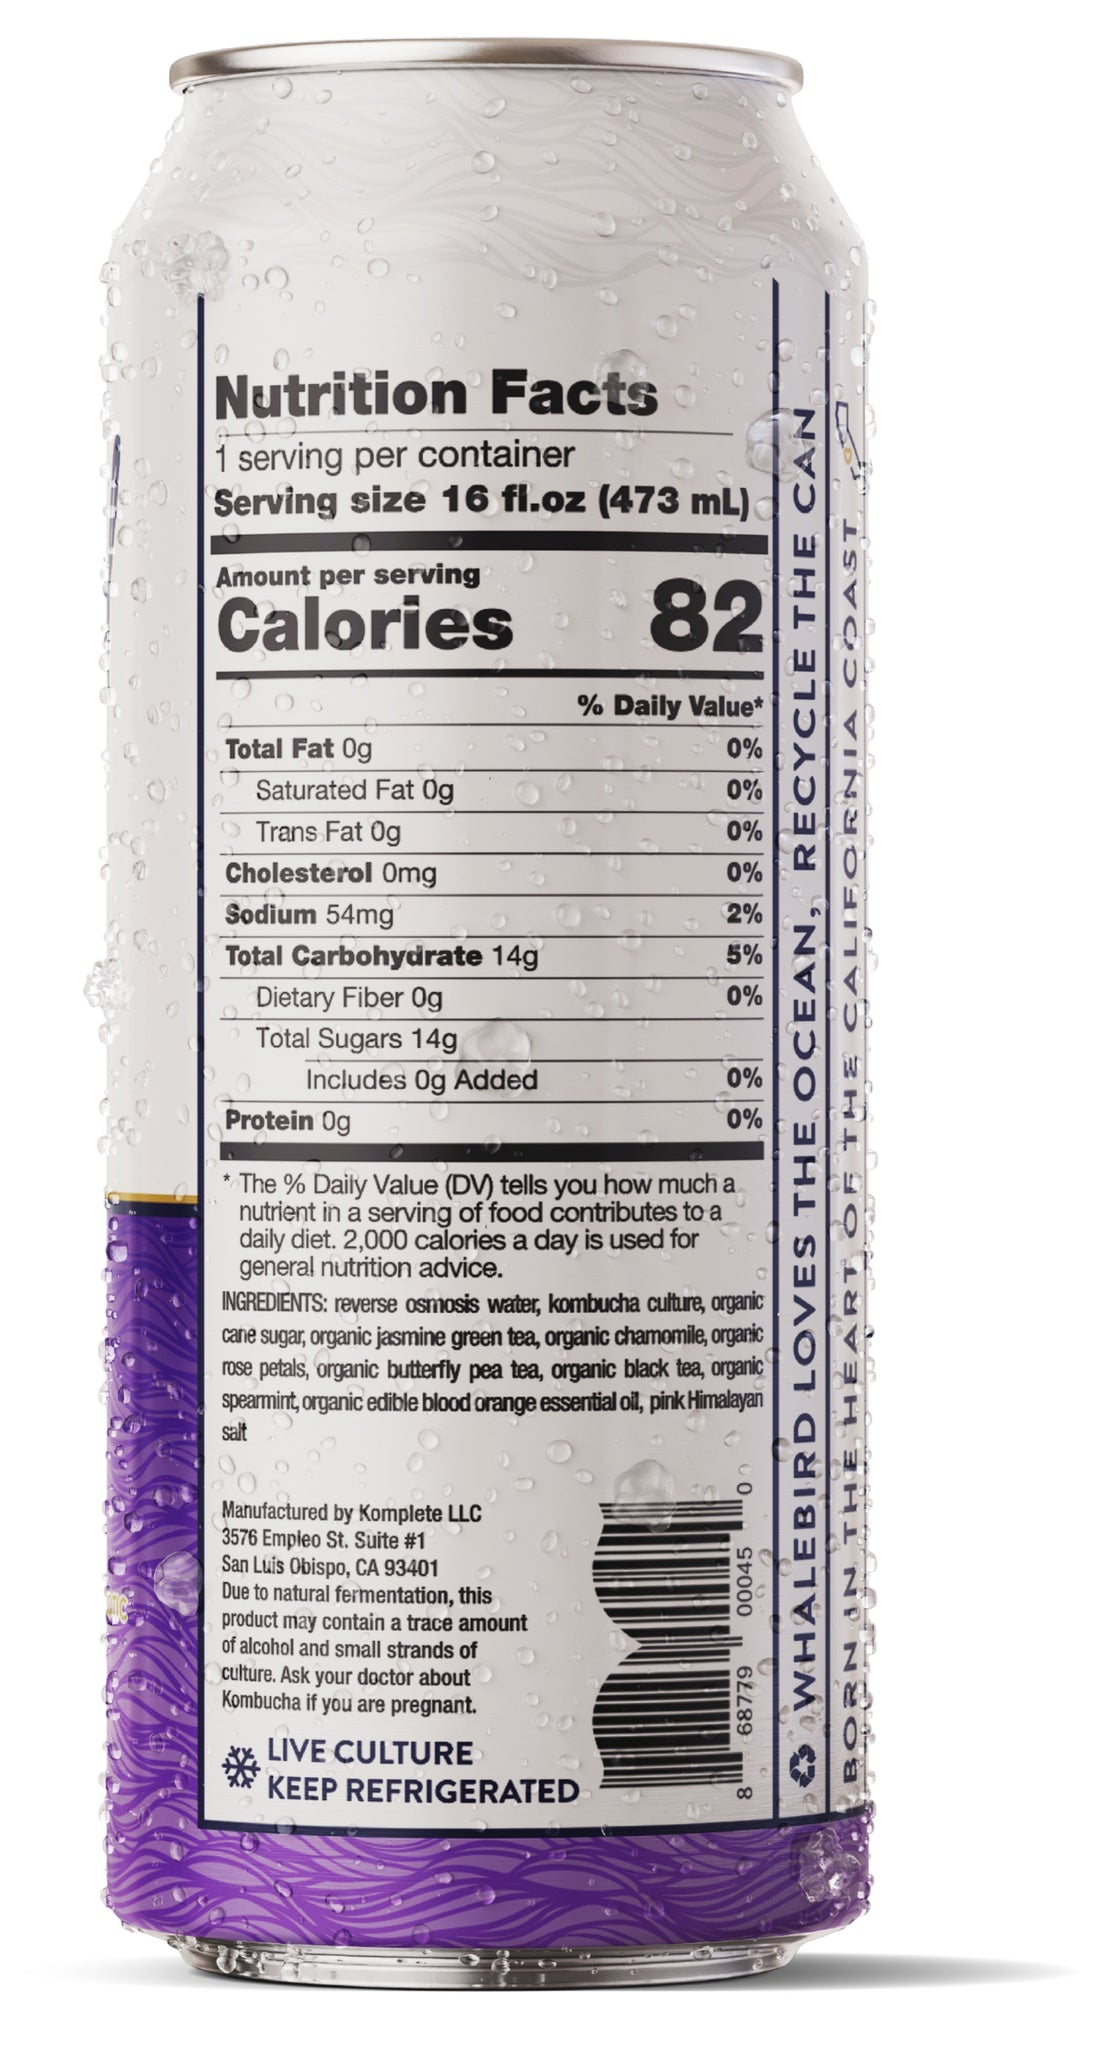 Nutrition Facts
1 serving per container
Serving size 16 fl.oz (473 mL)
Amount per serving
Calories 82
% Daily Value*
Total Fat 0g 0%
Saturated Fat 0g 0%
Trans Fat 0g 0%
Cholesterol 0mg 0%
Sodium 54mg 2%
Total Carbohydrate 14g 5%
Dietary Fiber 0g 0%
Total Sugars 14g
Includes 0g Added 0%
Protein 0g 0%
* The % Daily Value (DV) tells you how much a
nutrient in a serving of food contributes to a
daily diet. 2,000 calories a day is used for
general nutrition advice.
INGREDIENTS: reverse osmosis water, kombucha culture, organic
cane sugar, organic jasmine green tea, organic chamomile, organic
rose petals, organic butterfly pea tea, organic black tea, organic
spearmint, organic edible blood orange essential oil, pink Himalayan
salt
Manufactured by Komplete LLC
3576 Empleo St. Suite #1
San Luis Obispo, CA 93401
Due to natural fermentation, this
product may contain a trace amount
of alcohol and small strands of
culture. Ask your doctor about
Kombucha if you are pregnant.
LIVE CULTURE
KEEP REFRIGERATED
8 68779 00045 0
WHALEBIRD LOVES THE OCEAN, RECYCLE THE CAN
BORN IN THE HEART OF THE CALIFORNIA COAST